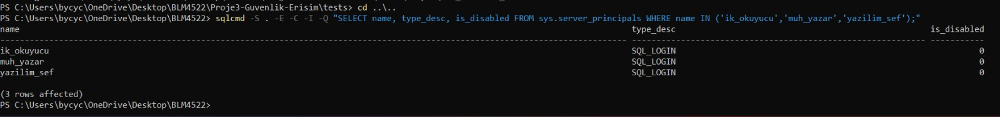 PS C:\Users\bycyc\OneDrive\Desktop\BLM4522\Proje3-Guvenlik-Erisim\tests> cd ..\..
PS C:\Users\bycyc\OneDrive\Desktop\BLM4522> sqlcmd -S . -E -C -I -Q "SELECT name, type_desc, is_disabled FROM sys.server_principals WHERE name IN ('ik_okuyucu','muh_yazar','yazilim_sef');"
name type_desc is_disabled
-------------------------------------------------------------------------------------------------------------------------------- ------------------------------------------------------------ -----------
ik_okuyucu SQL_LOGIN 0
muh_yazar SQL_LOGIN 0
yazilim_sef SQL_LOGIN 0
(3 rows affected)
PS C:\Users\bycyc\OneDrive\Desktop\BLM4522>